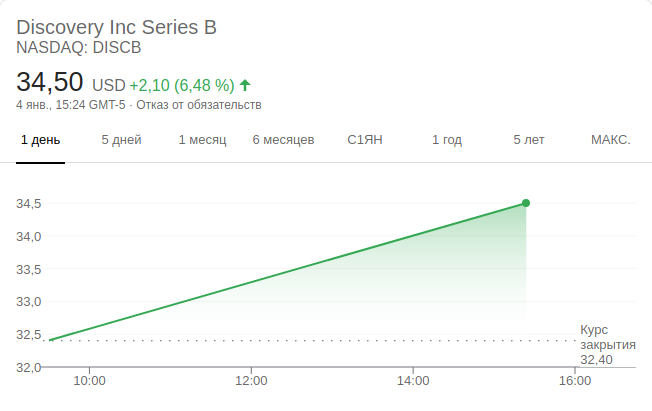 Discovery Inc Series B
NASDAQ: DISCB
34,50 USD +2,10 (6,48 %)
4 янв., 15:24 GMT-5 · Отказ от обязательств
1 день 5 дней 1 месяц 6 месяцев С1ЯН 1 год 5 лет МАКС.
34,5
34,0
33,5
33,0
32,5
32,0
Курс
закрытия
32,40
10:00 12:00 14:00 16:00